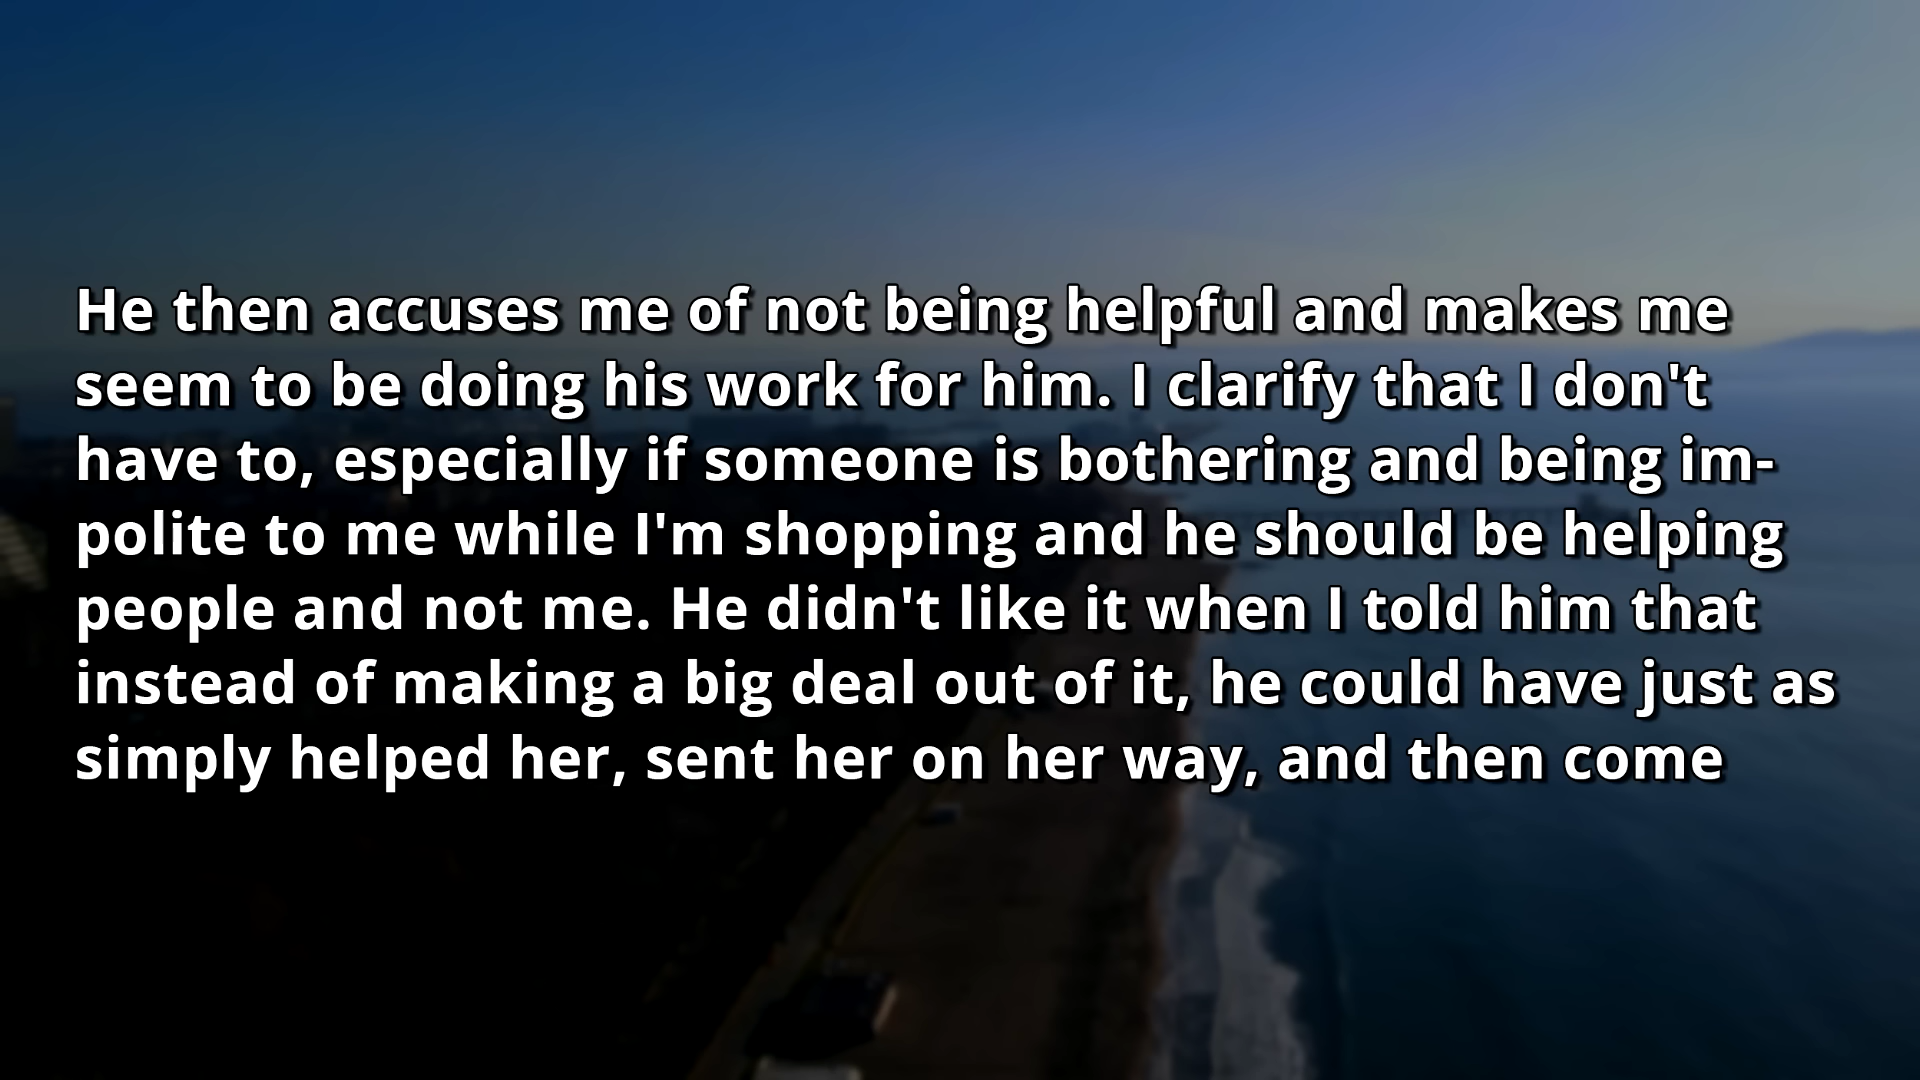 He then accuses me of not being helpful and makes me
seem to be doing his work for him. I clarify that I don't
have to, especially if someone is bothering and being im-
polite to me while I'm shopping and he should be helping
people and not me. He didn't like it when I told him that
instead of making a big deal out of it, he could have just as
simply helped her, sent her on her way, and then come